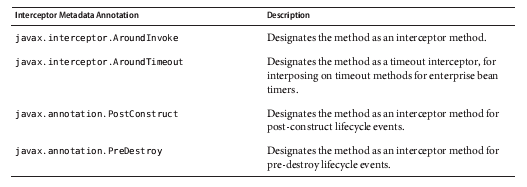 Interceptor Metadata Annotation Description
javax.interceptor.AroundInvoke Designates the method as an interceptor method.
javax.interceptor.AroundTimeout Designates the method as a timeout interceptor, for
interposing on timeout methods for enterprise bean
timers.
javax.annotation.PostConstruct Designates the method as an interceptor method for
post-construct lifecycle events.
javax.annotation.PreDestroy Designates the method as an interceptor method for
pre-destroy lifecycle events.